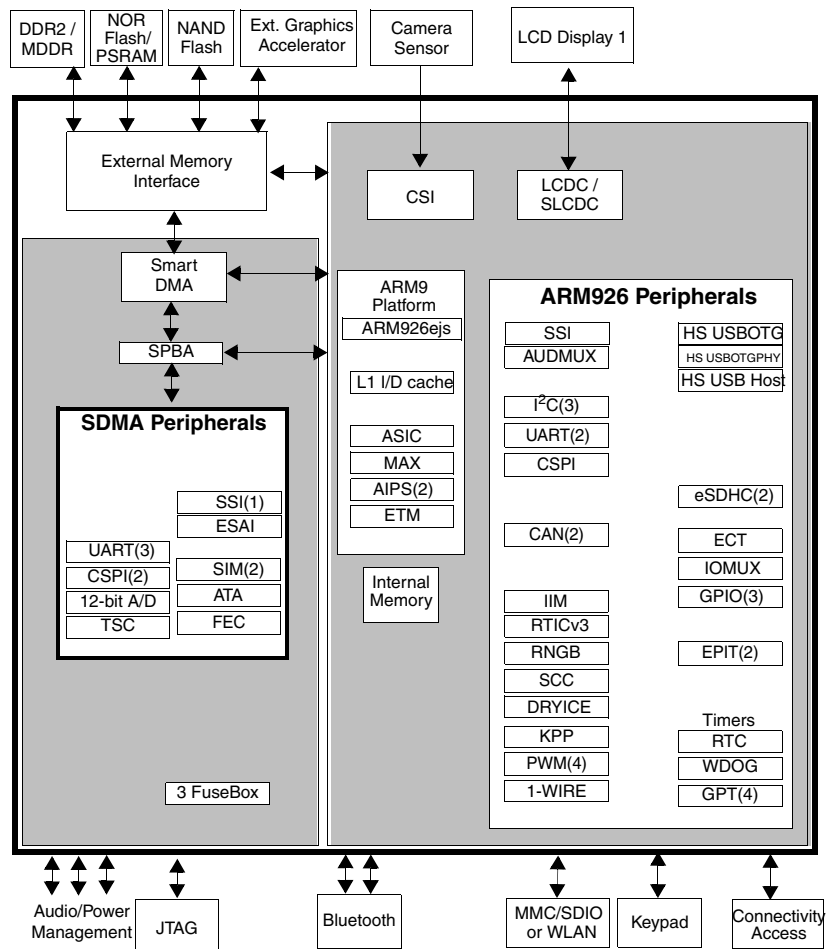 DDR2 /
MDDR
NOR
Flash/
PSRAM
NAND
Flash
Ext. Graphics
Accelerator
Camera
Sensor
LCD Display 1
External Memory
Interface
CSI
LCDC /
SLCDC
Smart
DMA
SPBA
SDMA Peripherals
SSI(1)
ESAI
UART(3)
CSPI(2)
SIM(2)
12-bit A/D
ATA
TSC
FEC
3 FuseBox
ARM9
Platform
ARM926ejs
L1 I/D cache
ASIC
MAX
AIPS(2)
ETM
Internal
Memory
ARM926 Peripherals
SSI
AUDMUX
I²C(3)
UART(2)
CSPI
CAN(2)
IIM
RTICv3
RNGB
SCC
DRYICE
KPP
PWM(4)
1-WIRE
HS USBOTG
HS USBOTGPHY
HS USB Host
eSDHC(2)
ECT
IOMUX
GPIO(3)
EPIT(2)
Timers
RTC
WDOG
GPT(4)
Audio/Power
Management
JTAG
Bluetooth
MMC/SDIO
or WLAN
Keypad
Connectivity
Access